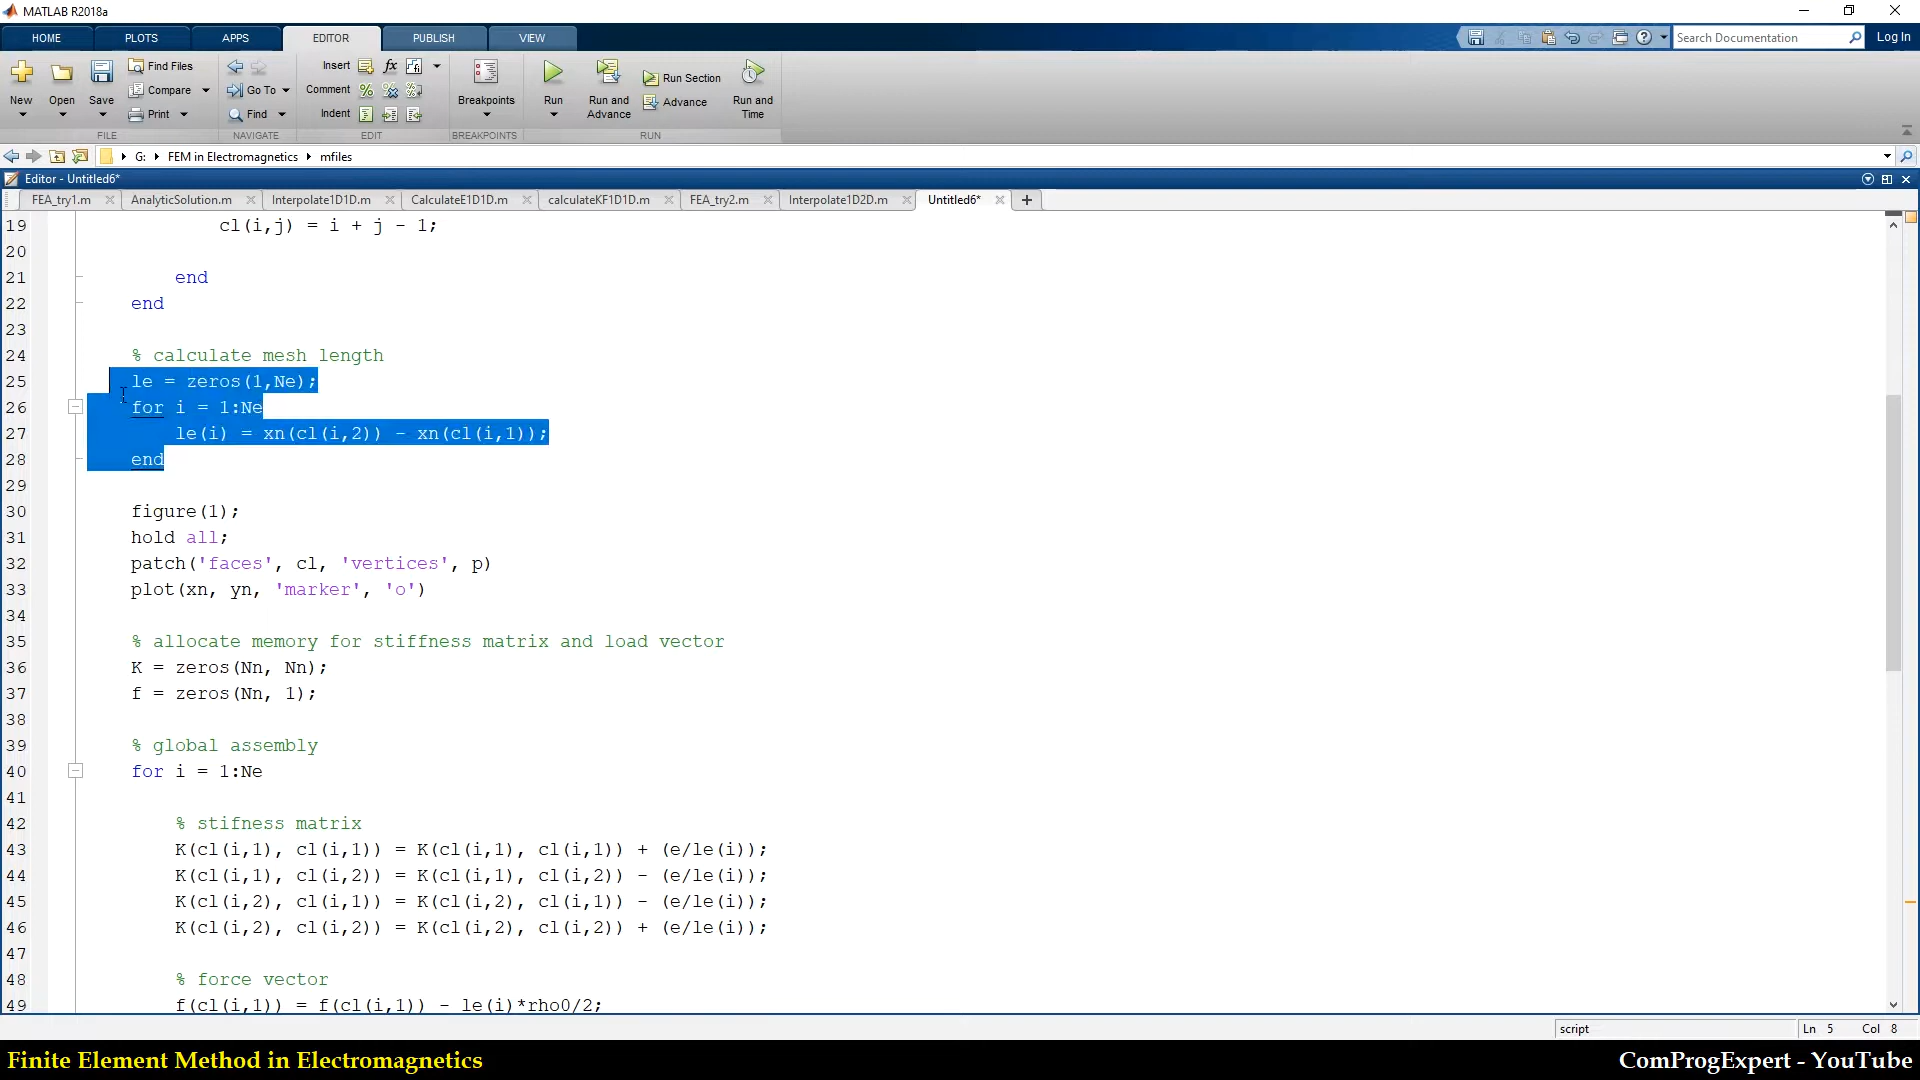 MATLAB R2018a
HOME PLOTS APPS EDITOR PUBLISH VIEW
Search Documentation
Log In
New Open Save
Find Files
Compare
Print
Go To
Find
Insert fx
Comment
Indent
Breakpoints
Run
Run and Advance
Run Section
Advance
Run and Time
FILE NAVIGATE EDIT BREAKPOINTS RUN
G: FEM in Electromagnetics mfiles
Editor - Untitled6*
FEA_try1.m AnalyticSolution.m Interpolate1D1D.m CalculateE1D1D.m calculateKF1D1D.m FEA_try2.m Interpolate1D2D.m Untitled6*
19 cl(i,j) = i + j - 1;
20
21 end
22 end
23
24 % calculate mesh length
25 le = zeros(1,Ne);
26 for i = 1:Ne
27 le(i) = xn(cl(i,2)) - xn(cl(i,1));
28 end
29
30 figure(1);
31 hold all;
32 patch('faces', cl, 'vertices', p)
33 plot(xn, yn, 'marker', 'o')
34
35 % allocate memory for stiffness matrix and load vector
36 K = zeros(Nn, Nn);
37 f = zeros(Nn, 1);
38
39 % global assembly
40 for i = 1:Ne
41
42 % stifness matrix
43 K(cl(i,1), cl(i,1)) = K(cl(i,1), cl(i,1)) + (e/le(i));
44 K(cl(i,1), cl(i,2)) = K(cl(i,1), cl(i,2)) - (e/le(i));
45 K(cl(i,2), cl(i,1)) = K(cl(i,2), cl(i,1)) - (e/le(i));
46 K(cl(i,2), cl(i,2)) = K(cl(i,2), cl(i,2)) + (e/le(i));
47
48 % force vector
49 f(cl(i,1)) = f(cl(i,1)) - le(i)*rho0/2;
script Ln 5 Col 8
Finite Element Method in Electromagnetics
ComProgExpert - YouTube